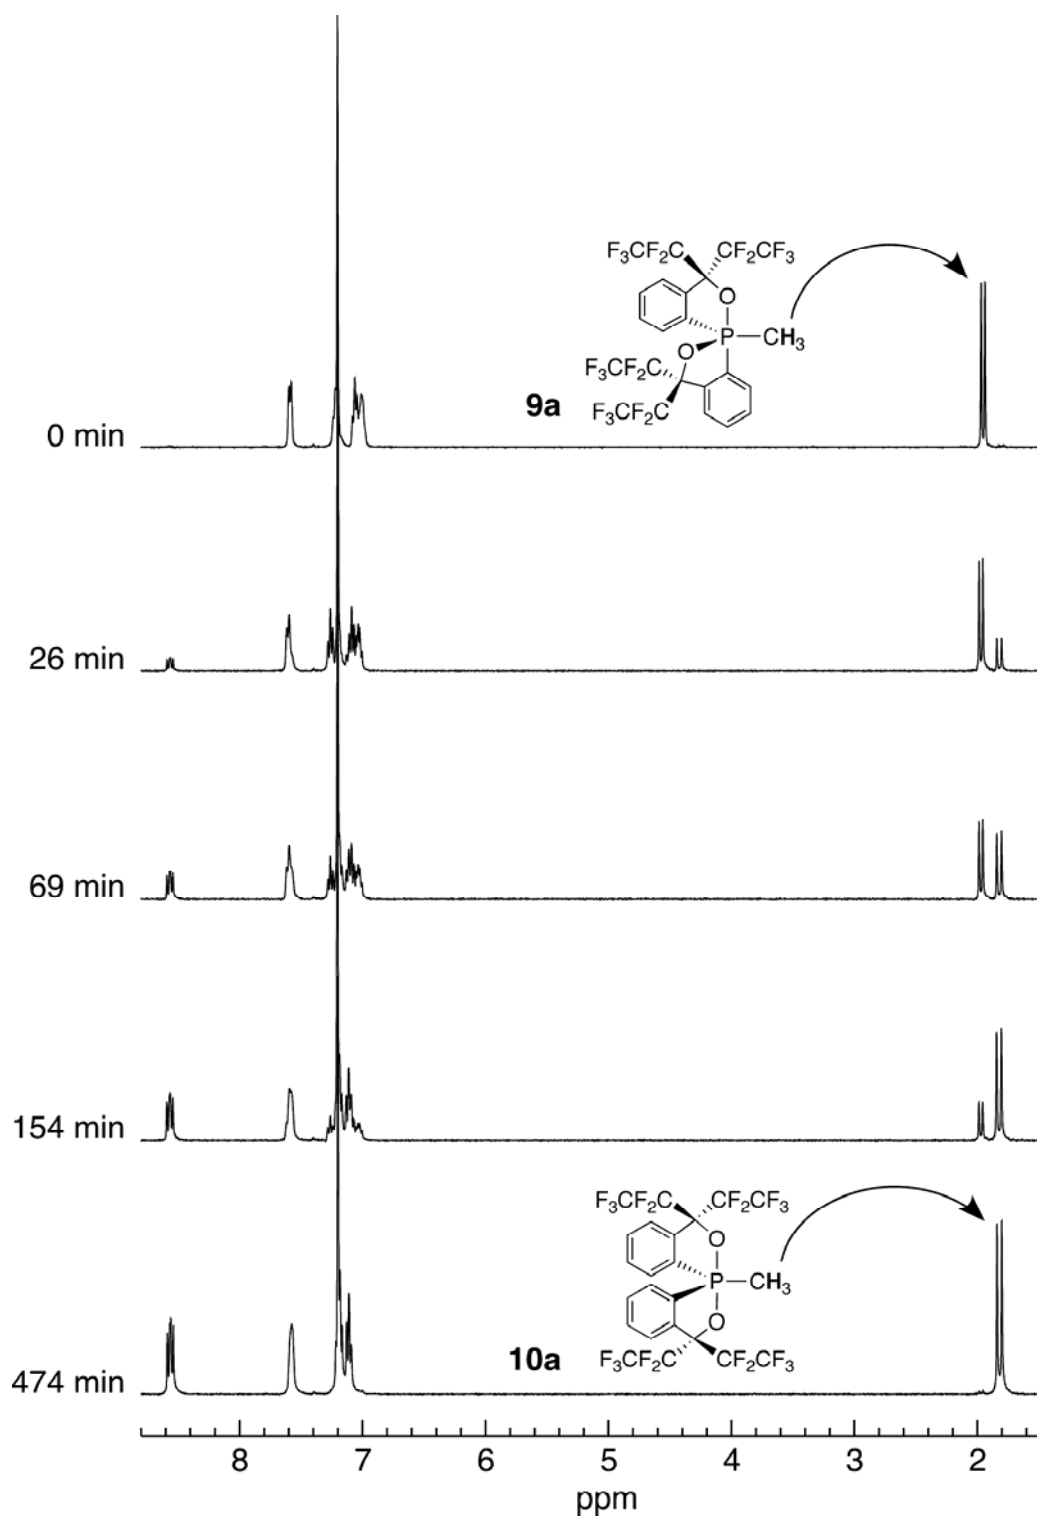 F₃CF₂C CF₂CF₃
O
P CH₃
O
F₃CF₂C
9a
F₃CF₂C
0 min
26 min
69 min
154 min
F₃CF₂C CF₂CF₃
O
P CH₃
O
10a F₃CF₂C CF₂CF₃
474 min
8 7 6 5 4 3 2
ppm